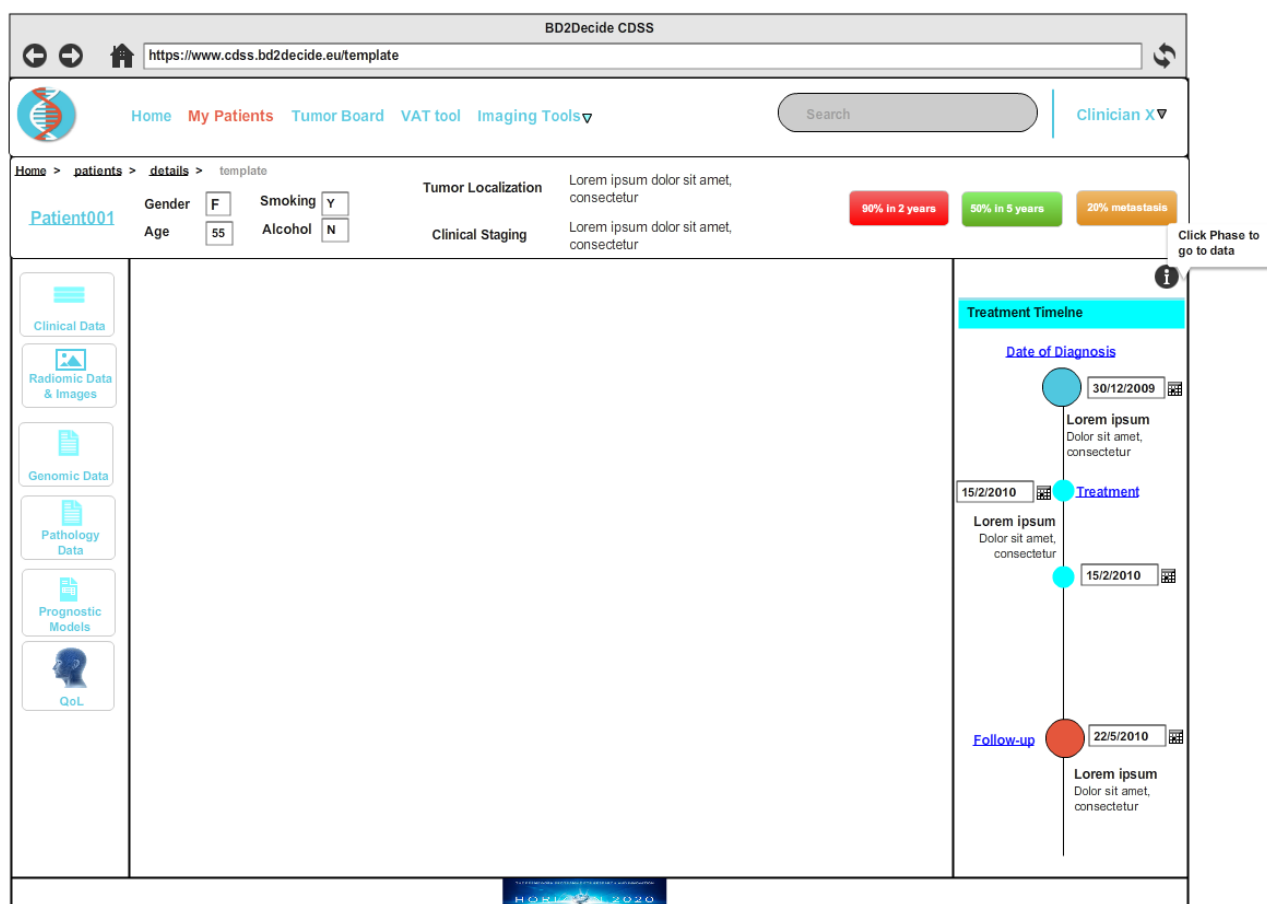 BD2Decide CDSS
https://www.cdss.bd2decide.eu/template
Home My Patients Tumor Board VAT tool Imaging Tools
Search
Clinician X
Home > patients > details > template
Patient001
Gender F
Smoking Y
Age 55
Alcohol N
Tumor Localization
Lorem ipsum dolor sit amet,
consectetur
Clinical Staging
Lorem ipsum dolor sit amet,
consectetur
90% in 2 years
50% in 5 years
20% metastasis
Click Phase to
go to data
Clinical Data
Radiomic Data
& Images
Genomic Data
Pathology
Data
Prognostic
Models
QoL
Treatment Timelne
Date of Diagnosis
30/12/2009
Lorem ipsum
Dolor sit amet,
consectetur
15/2/2010
Treatment
Lorem ipsum
Dolor sit amet,
consectetur
15/2/2010
Follow-up
22/5/2010
Lorem ipsum
Dolor sit amet,
consectetur
2020